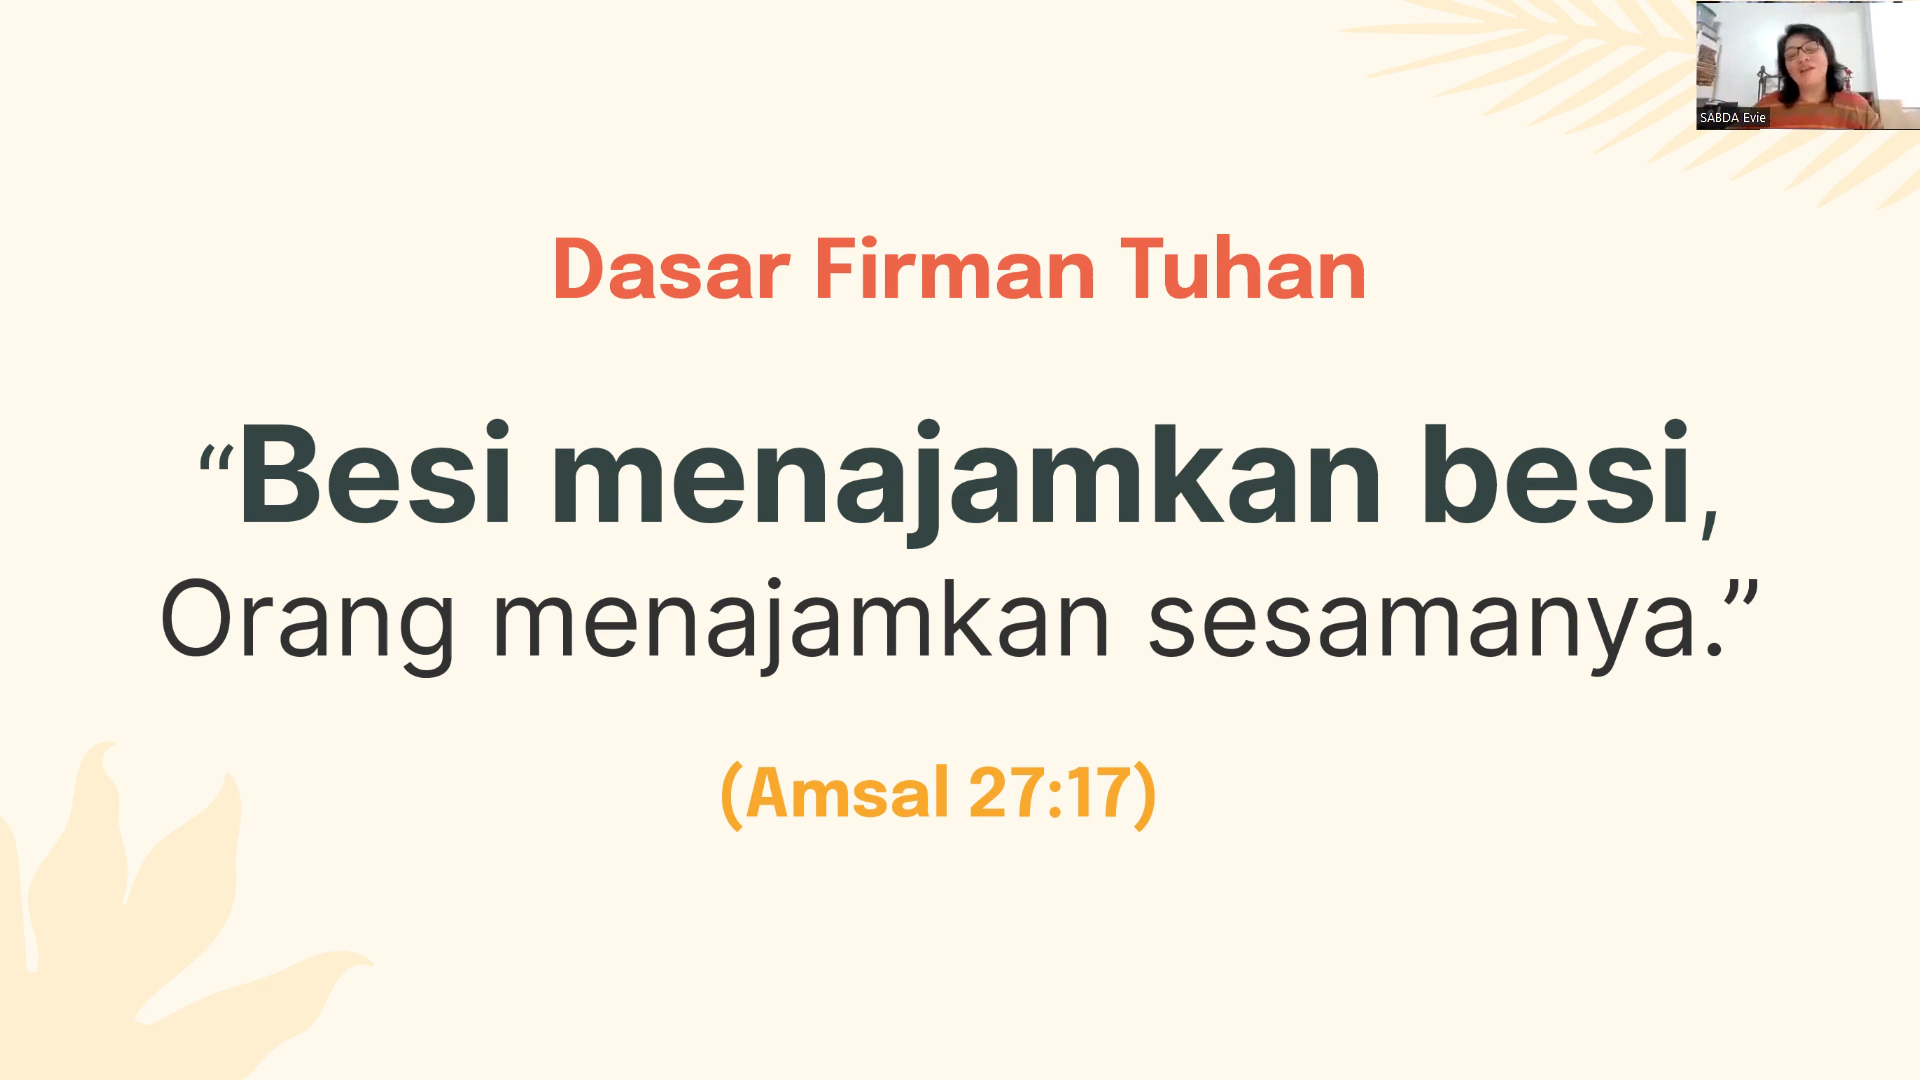 SABDA Evie
Dasar Firman Tuhan
“Besi menajamkan besi,
Orang menajamkan sesamanya.”
(Amsal 27:17)